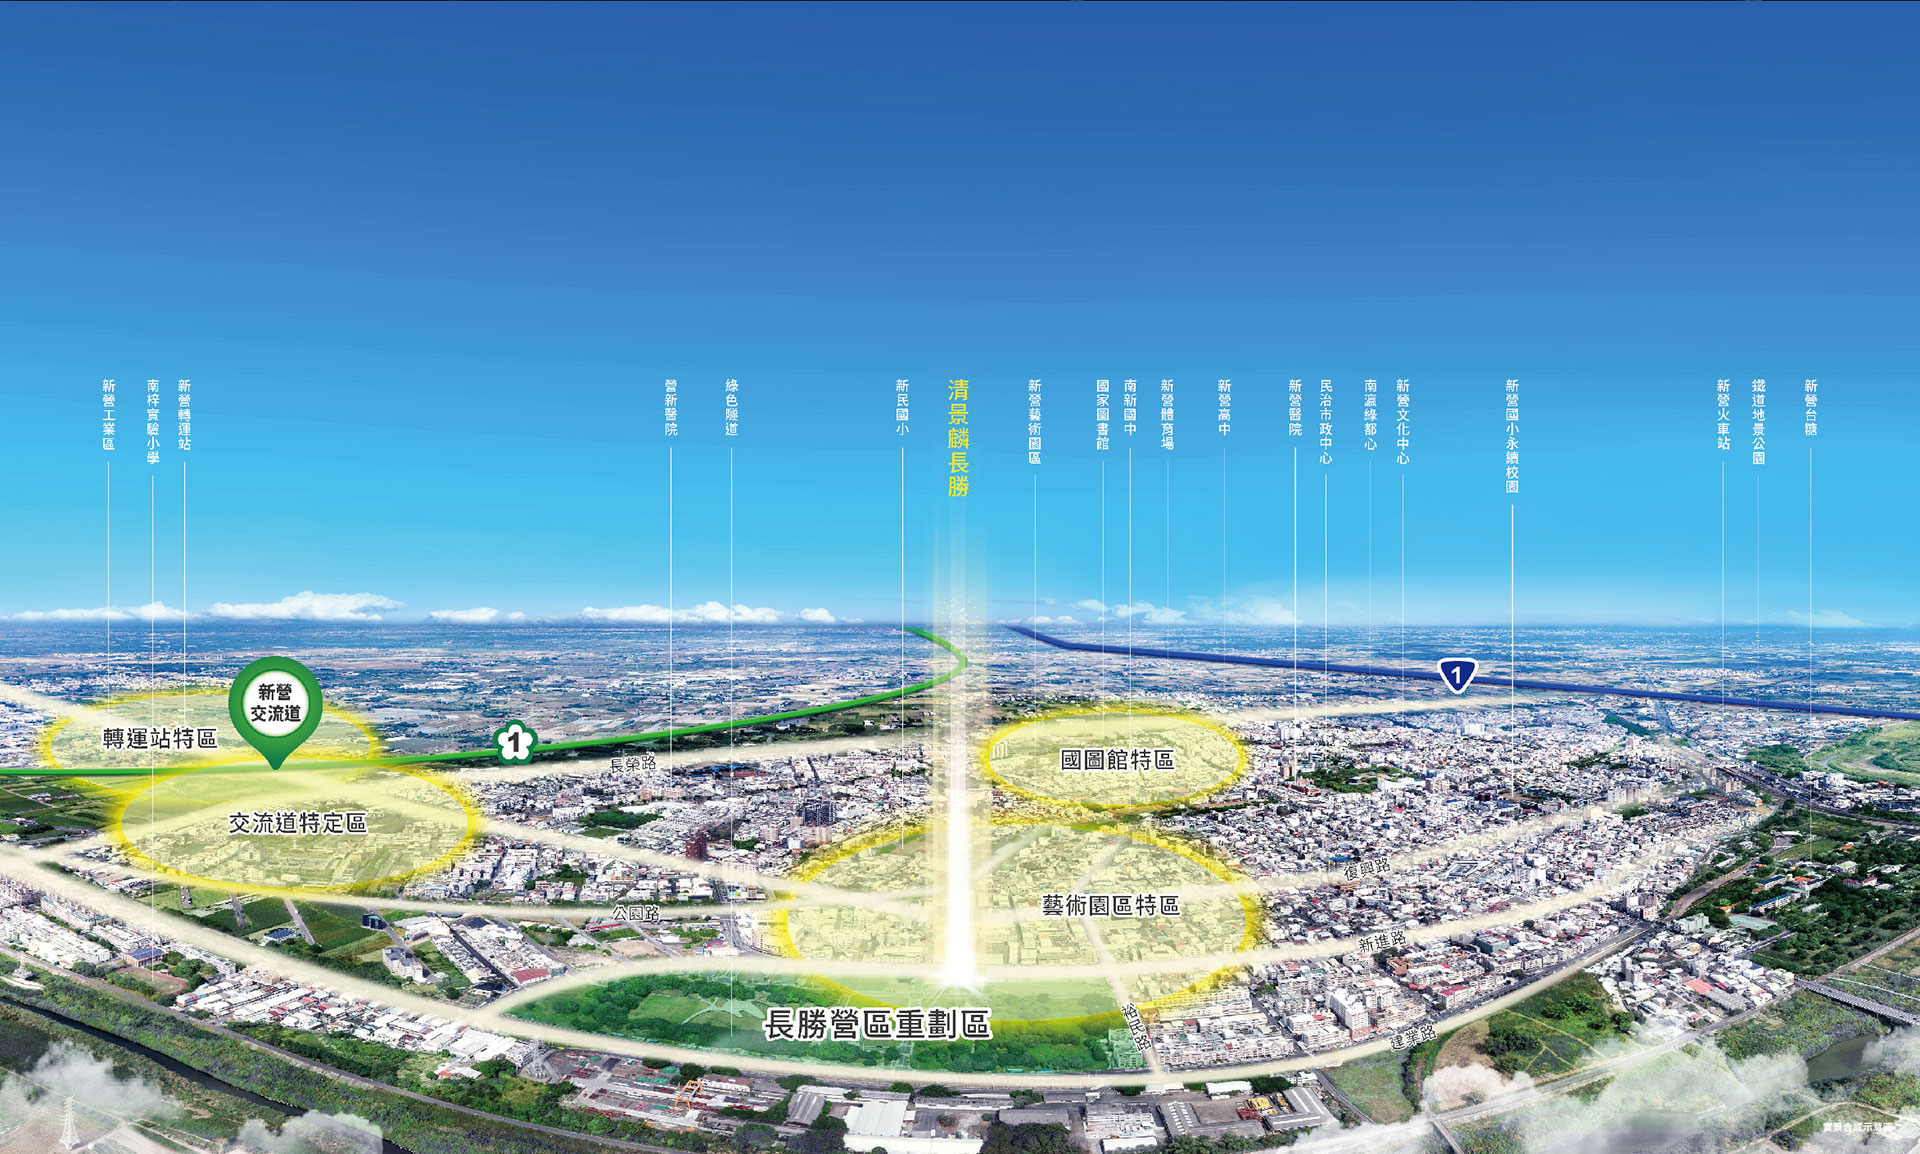 新營工業區
南梓實驗小學
新營轉運站
營新醫院
綠色隧道
新民國小
清景麟長勝
新營藝術園區
國家圖書館
南新國中
新營體育場
新營高中
新營醫院
民治市政中心
南瀛綠都心
新營文化中心
新營國小永續校園
新營火車站
鐵道地景公園
新營台糖
新營
交流道
1
1
轉運站特區
長榮路
國圖館特區
交流道特定區
復興路
公園路
藝術園區特區
新進路
長勝營區重劃區
裕民路
建業路
實景合成示意圖